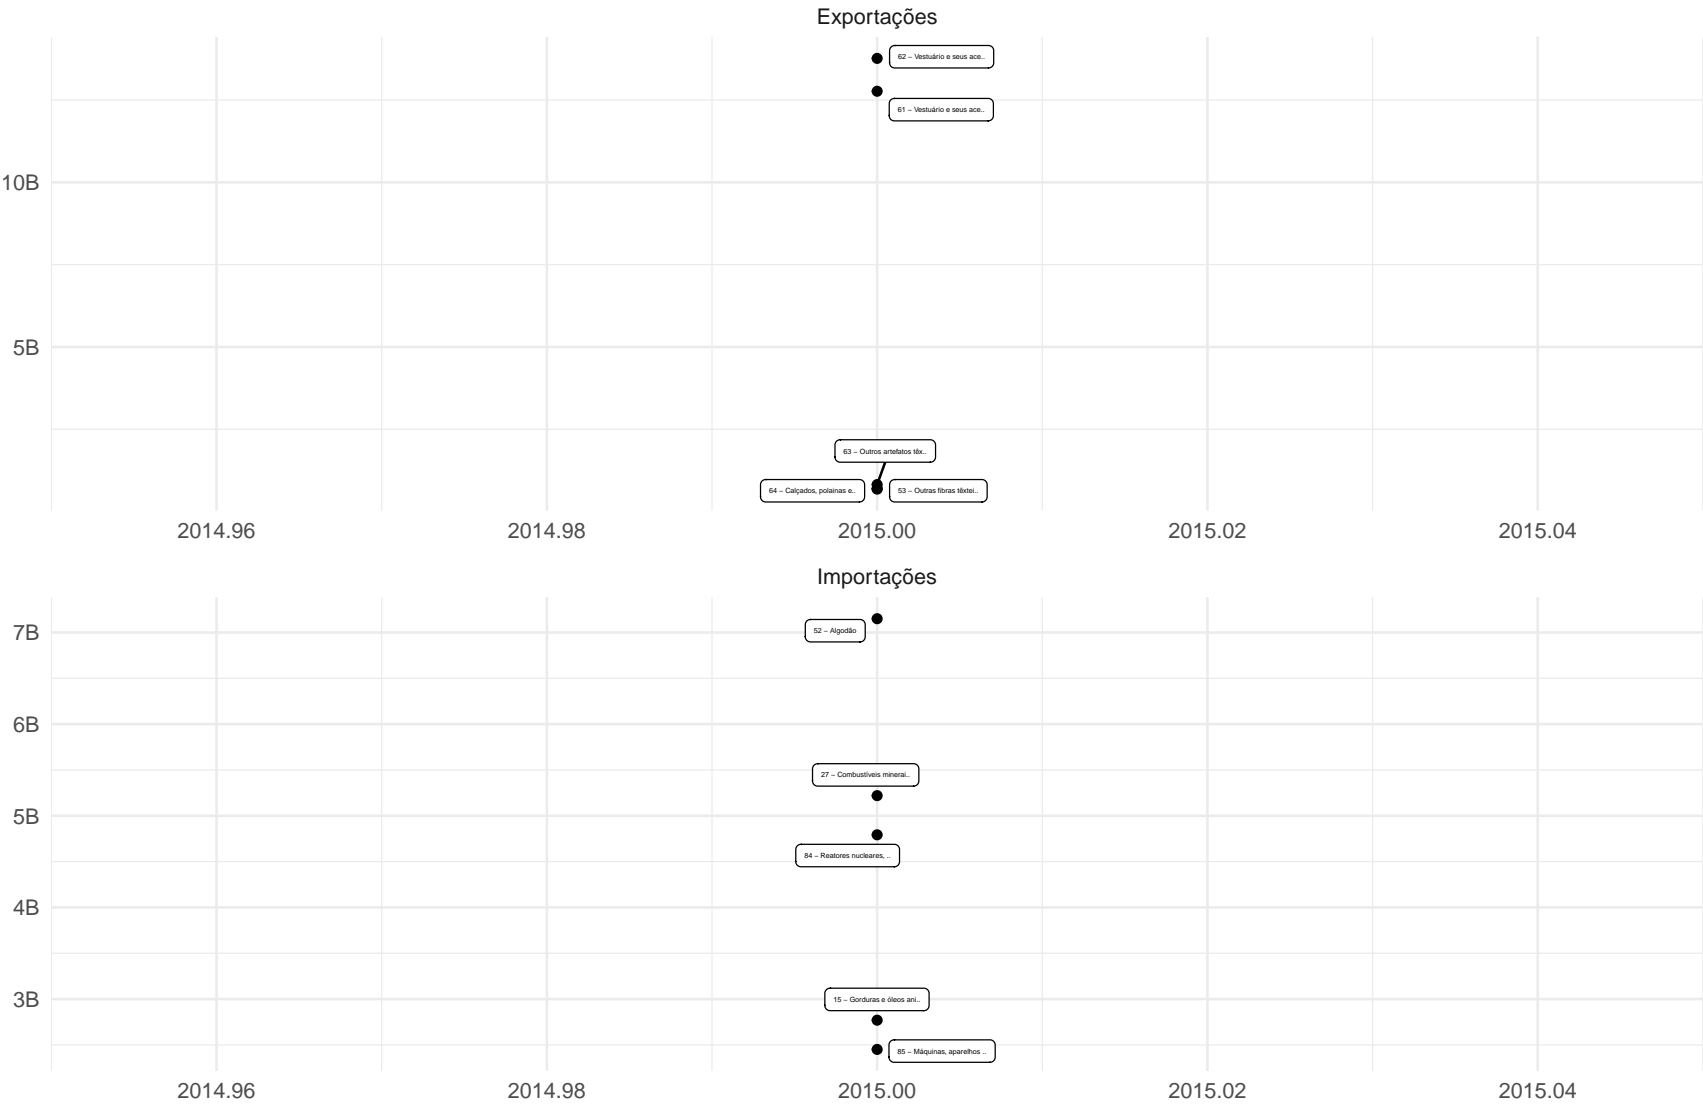 Exportações
62 – Vestuário e seus ace..
61 – Vestuário e seus ace..
10B
5B
63 – Outros artefatos têx..
64 – Calçados, polainas e..
53 – Outras fibras têxtei..
2014.96
2014.98
2015.00
2015.02
2015.04
Importações
7B
52 – Algodão
6B
27 – Combustíveis minerai..
5B
84 – Reatores nucleares, ..
4B
3B
15 – Gorduras e óleos ani..
85 – Máquinas, aparelhos ..
2014.96
2014.98
2015.00
2015.02
2015.04